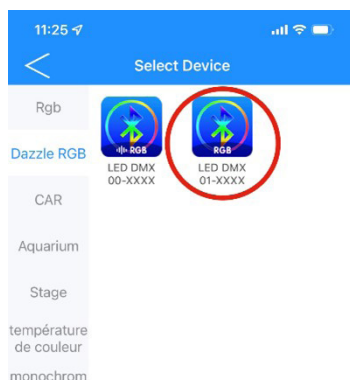 11:25
Select Device
Rgb
Dazzle RGB
CAR
Aquarium
Stage
température
de couleur
monochrom
RGB
LED DMX
00-XXXX
RGB
LED DMX
01-XXXX